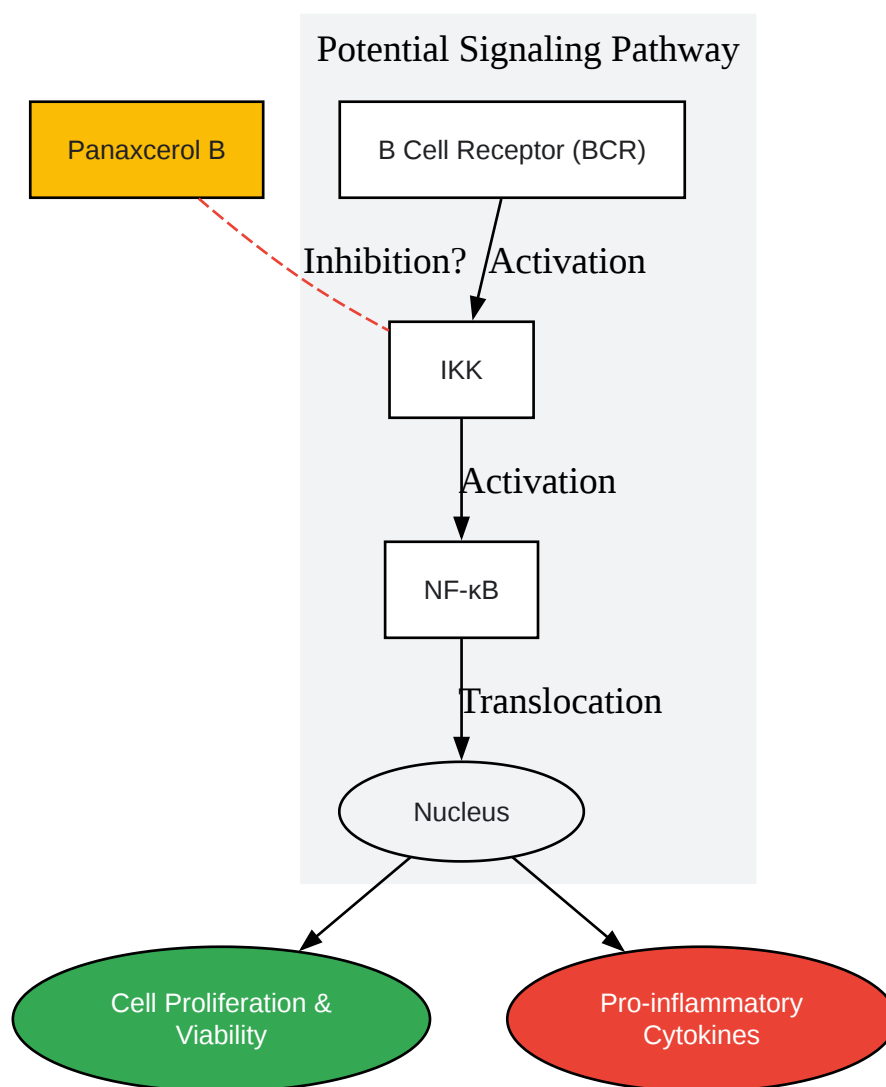 Potential Signaling Pathway
Panaxcerol B
B Cell Receptor (BCR)
Inhibition?
Activation
IKK
Activation
NF-κB
Translocation
Nucleus
Cell Proliferation &
Viability
Pro-inflammatory
Cytokines